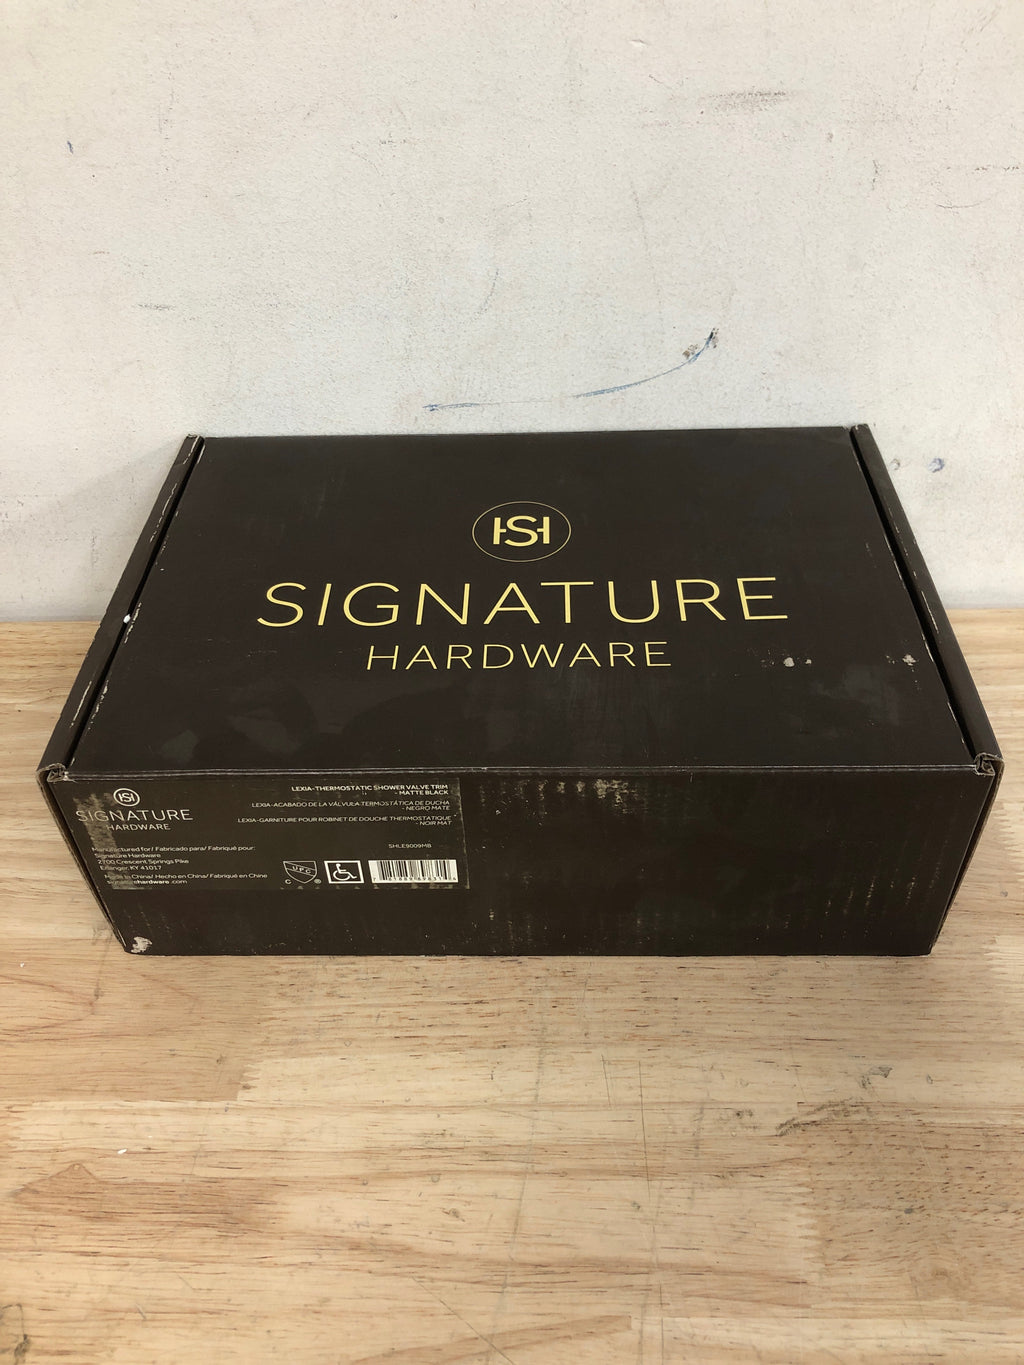 SIGNATURE
HARDWARE
SIGNATURE
HARDWARE
LEXIA-THERMOSTATIC SHOWER VALVE TRIM
- MATTE BLACK
LEXIA-ACABADO DE LA VÁLVULA TERMOSTÁTICA DE DUCHA
- NEGRO MATE
LEXIA-GARNITURE POUR ROBINET DE DOUCHE THERMOSTATIQUE
- NOIR MAT
SHLE9009MB
Manufactured for/ Fabricado para/ Fabriqué pour:
Signature Hardware
2700 Crescent Springs Pike
Erlanger, KY 41017
Made in China/ Hecho en China/ Fabriqué en Chine
signaturehardware.com
UPC
C ®